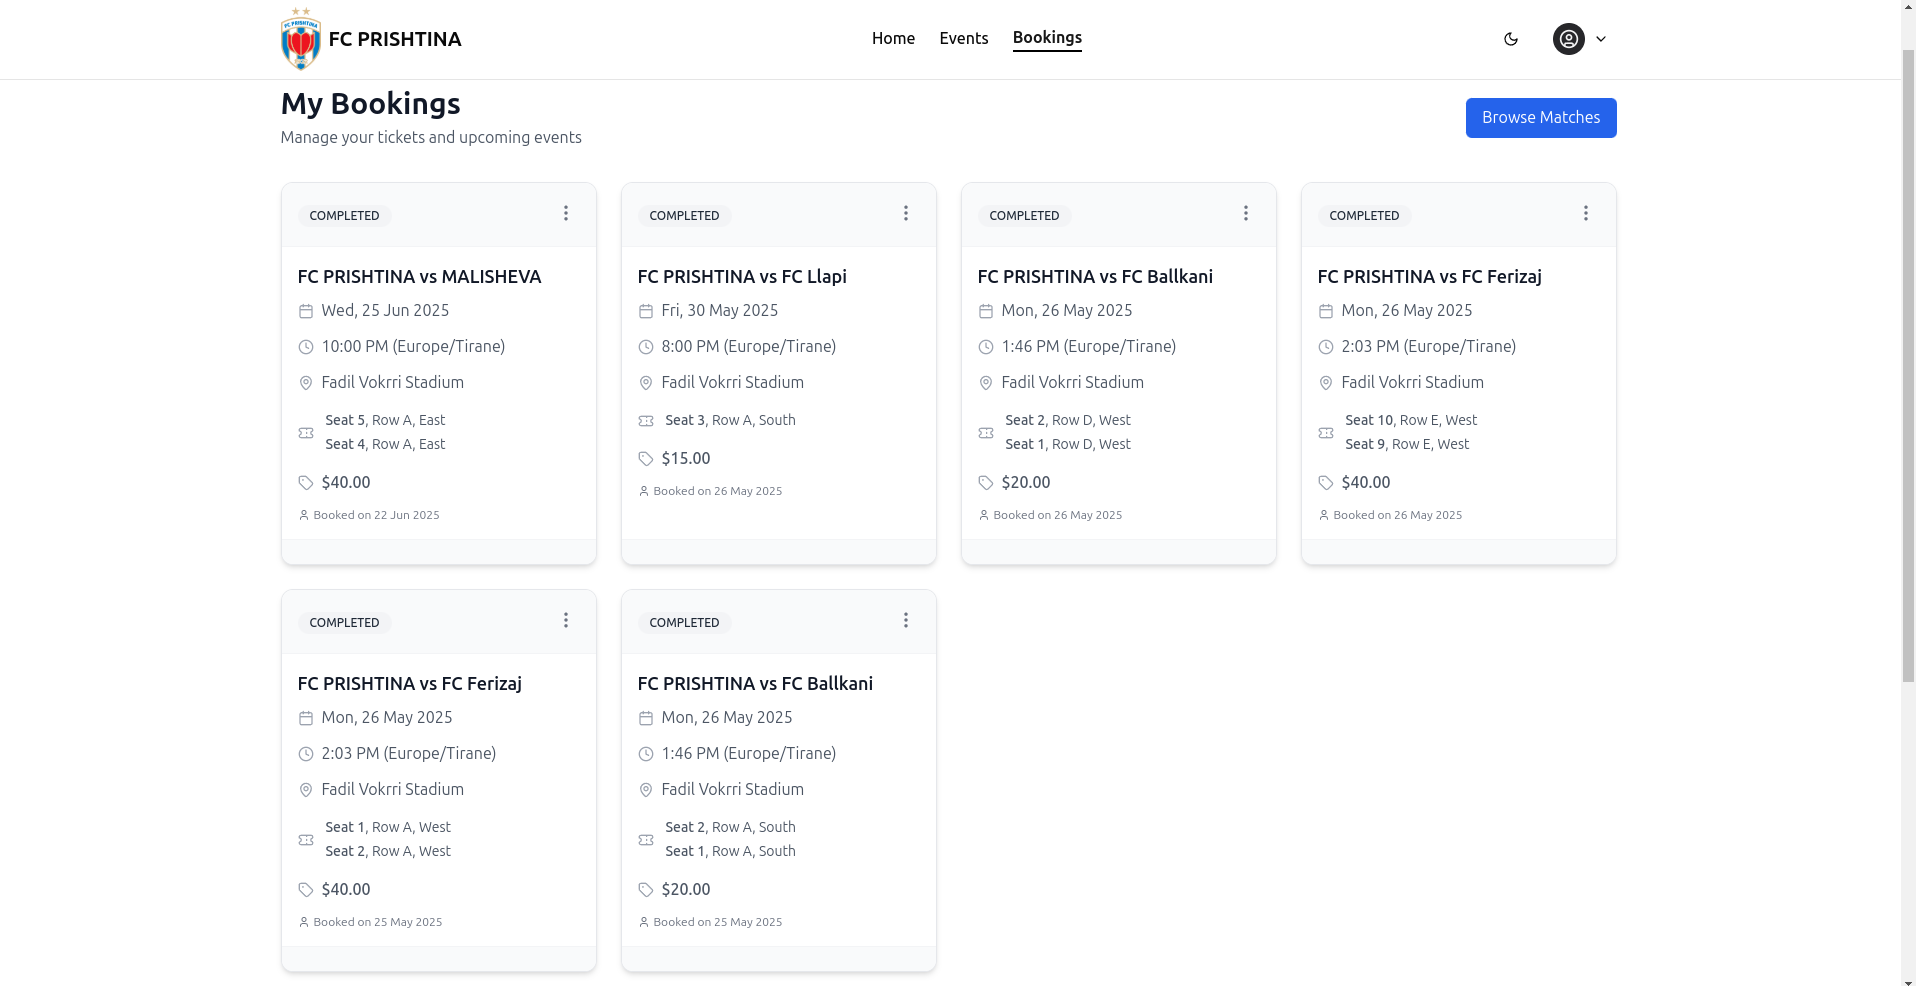 FC PRISHTINA
FC PRISHTINA
Home
Events
Bookings
My Bookings
Manage your tickets and upcoming events
Browse Matches
COMPLETED
FC PRISHTINA vs MALISHEVA
Wed, 25 Jun 2025
10:00 PM (Europe/Tirane)
Fadil Vokrri Stadium
Seat 5, Row A, East
Seat 4, Row A, East
$40.00
Booked on 22 Jun 2025
COMPLETED
FC PRISHTINA vs FC Llapi
Fri, 30 May 2025
8:00 PM (Europe/Tirane)
Fadil Vokrri Stadium
Seat 3, Row A, South
$15.00
Booked on 26 May 2025
COMPLETED
FC PRISHTINA vs FC Ballkani
Mon, 26 May 2025
1:46 PM (Europe/Tirane)
Fadil Vokrri Stadium
Seat 2, Row D, West
Seat 1, Row D, West
$20.00
Booked on 26 May 2025
COMPLETED
FC PRISHTINA vs FC Ferizaj
Mon, 26 May 2025
2:03 PM (Europe/Tirane)
Fadil Vokrri Stadium
Seat 10, Row E, West
Seat 9, Row E, West
$40.00
Booked on 26 May 2025
COMPLETED
FC PRISHTINA vs FC Ferizaj
Mon, 26 May 2025
2:03 PM (Europe/Tirane)
Fadil Vokrri Stadium
Seat 1, Row A, West
Seat 2, Row A, West
$40.00
Booked on 25 May 2025
COMPLETED
FC PRISHTINA vs FC Ballkani
Mon, 26 May 2025
1:46 PM (Europe/Tirane)
Fadil Vokrri Stadium
Seat 2, Row A, South
Seat 1, Row A, South
$20.00
Booked on 25 May 2025